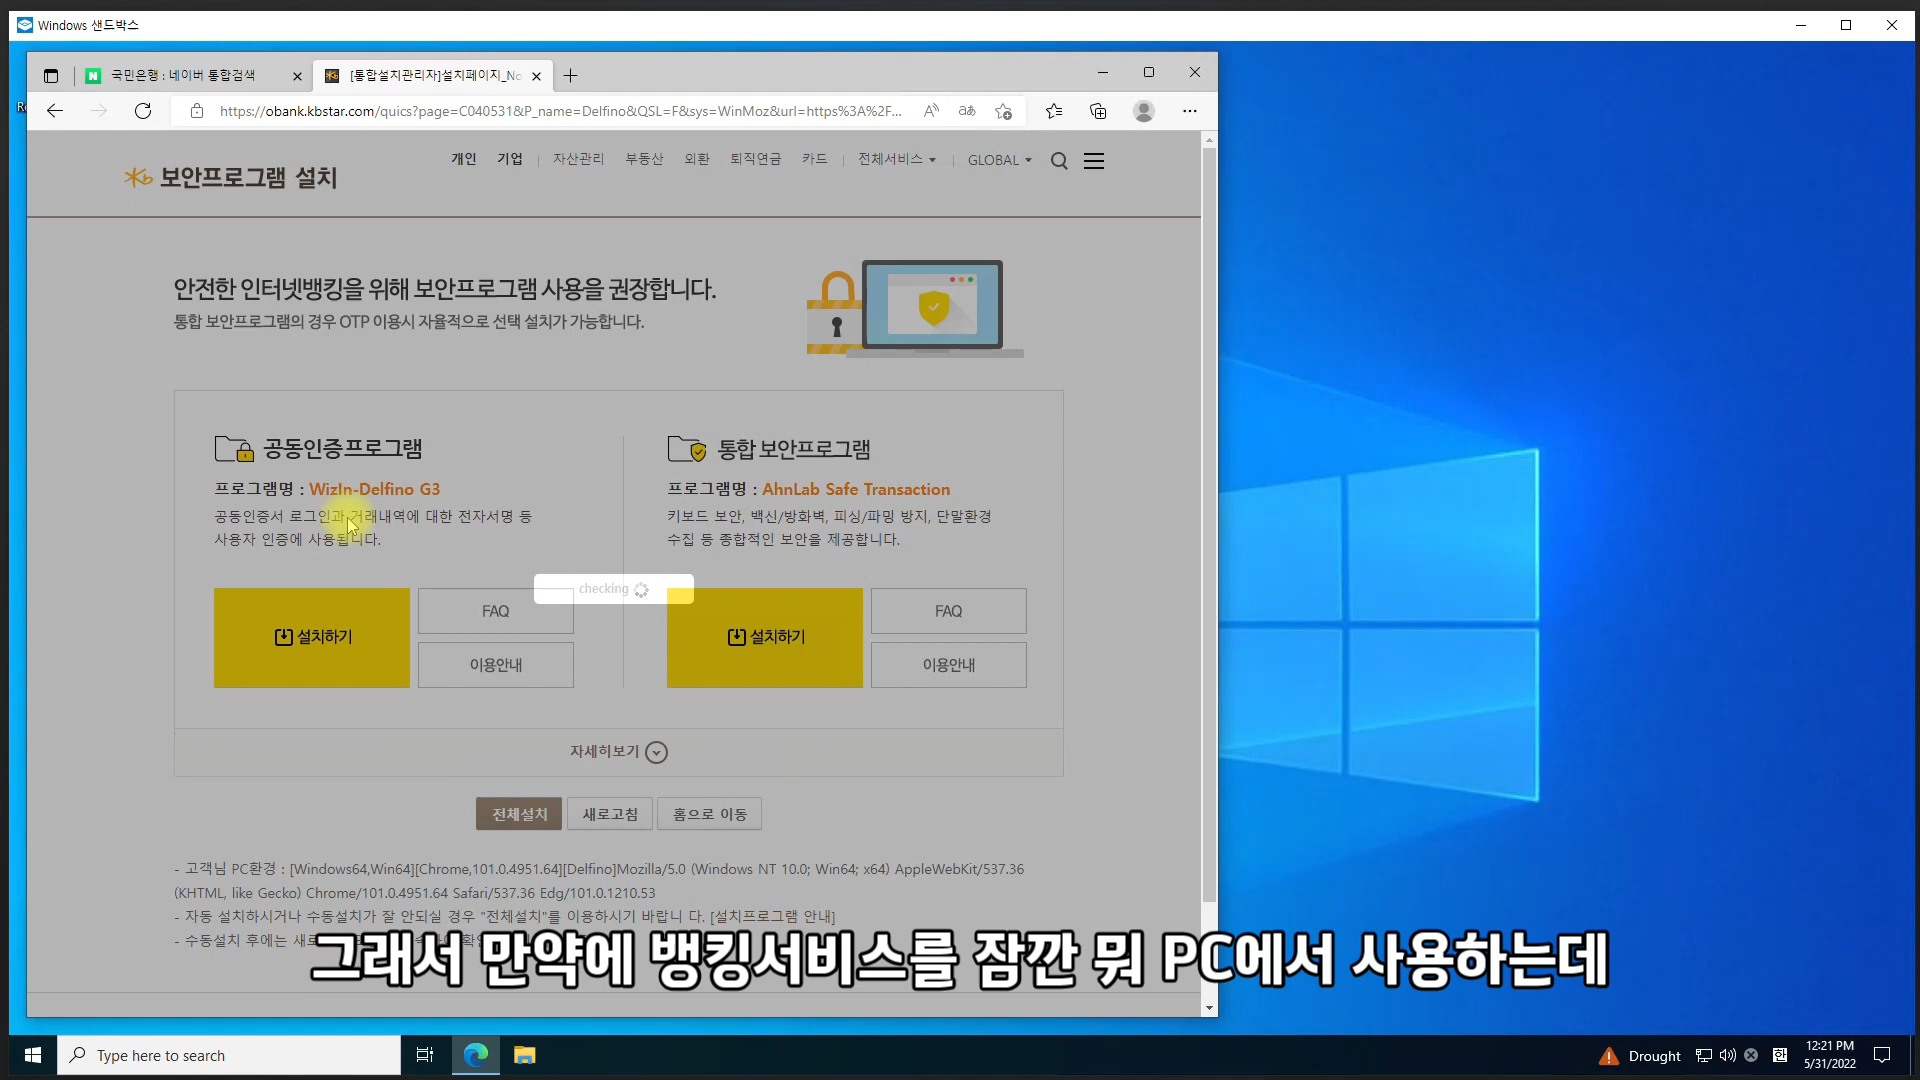 Windows 샌드박스
국민은행 : 네이버 통합검색
[통합설치관리자]설치페이지_No
https://obank.kbstar.com/quics?page=C040531&P_name=Delfino&QSL=F&sys=WinMoz&url=https%3A%2F...
보안프로그램 설치
개인 기업 자산관리 부동산 외환 퇴직연금 카드 전체서비스 GLOBAL
안전한 인터넷뱅킹을 위해 보안프로그램 사용을 권장합니다.
통합 보안프로그램의 경우 OTP 이용시 자율적으로 선택 설치가 가능합니다.
공동인증프로그램
프로그램명 : WizIn-Delfino G3
공동인증서 로그인과 거래내역에 대한 전자서명 등
사용자 인증에 사용됩니다.
설치하기
FAQ
이용안내
통합 보안프로그램
프로그램명 : AhnLab Safe Transaction
키보드 보안, 백신/방화벽, 피싱/파밍 방지, 단말환경
수집 등 종합적인 보안을 제공합니다.
checking
설치하기
FAQ
이용안내
자세히보기
전체설치 새로고침 홈으로 이동
- 고객님 PC환경 : [Windows64,Win64][Chrome,101.0.4951.64][Delfino]Mozilla/5.0 (Windows NT 10.0; Win64; x64) AppleWebKit/537.36
(KHTML, like Gecko) Chrome/101.0.4951.64 Safari/537.36 Edg/101.0.1210.53
- 자동 설치하시거나 수동설치가 잘 안되실 경우 "전체설치"를 이용하시기 바랍니 다. [설치프로그램 안내]
- 수동설치 후에는
그래서 만약에 뱅킹서비스를 잠깐 뭐 PC에서 사용하는데
Type here to search
Drought
한
12:21 PM
5/31/2022